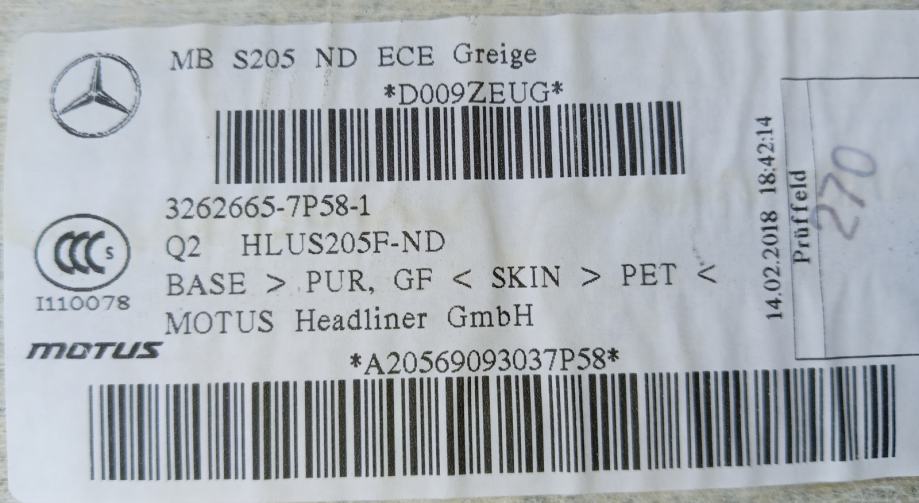 MB S205 ND ECE Greige
*D009ZEUG*
3262665-7P58-1
Q2 HLUS205F-ND
BASE > PUR, GF < SKIN > PET <
MOTUS Headliner GmbH
CCC S
I110078
MOTUS
*A20569093037P58*
14.02.2018 18:42:14
Prüffeld
270